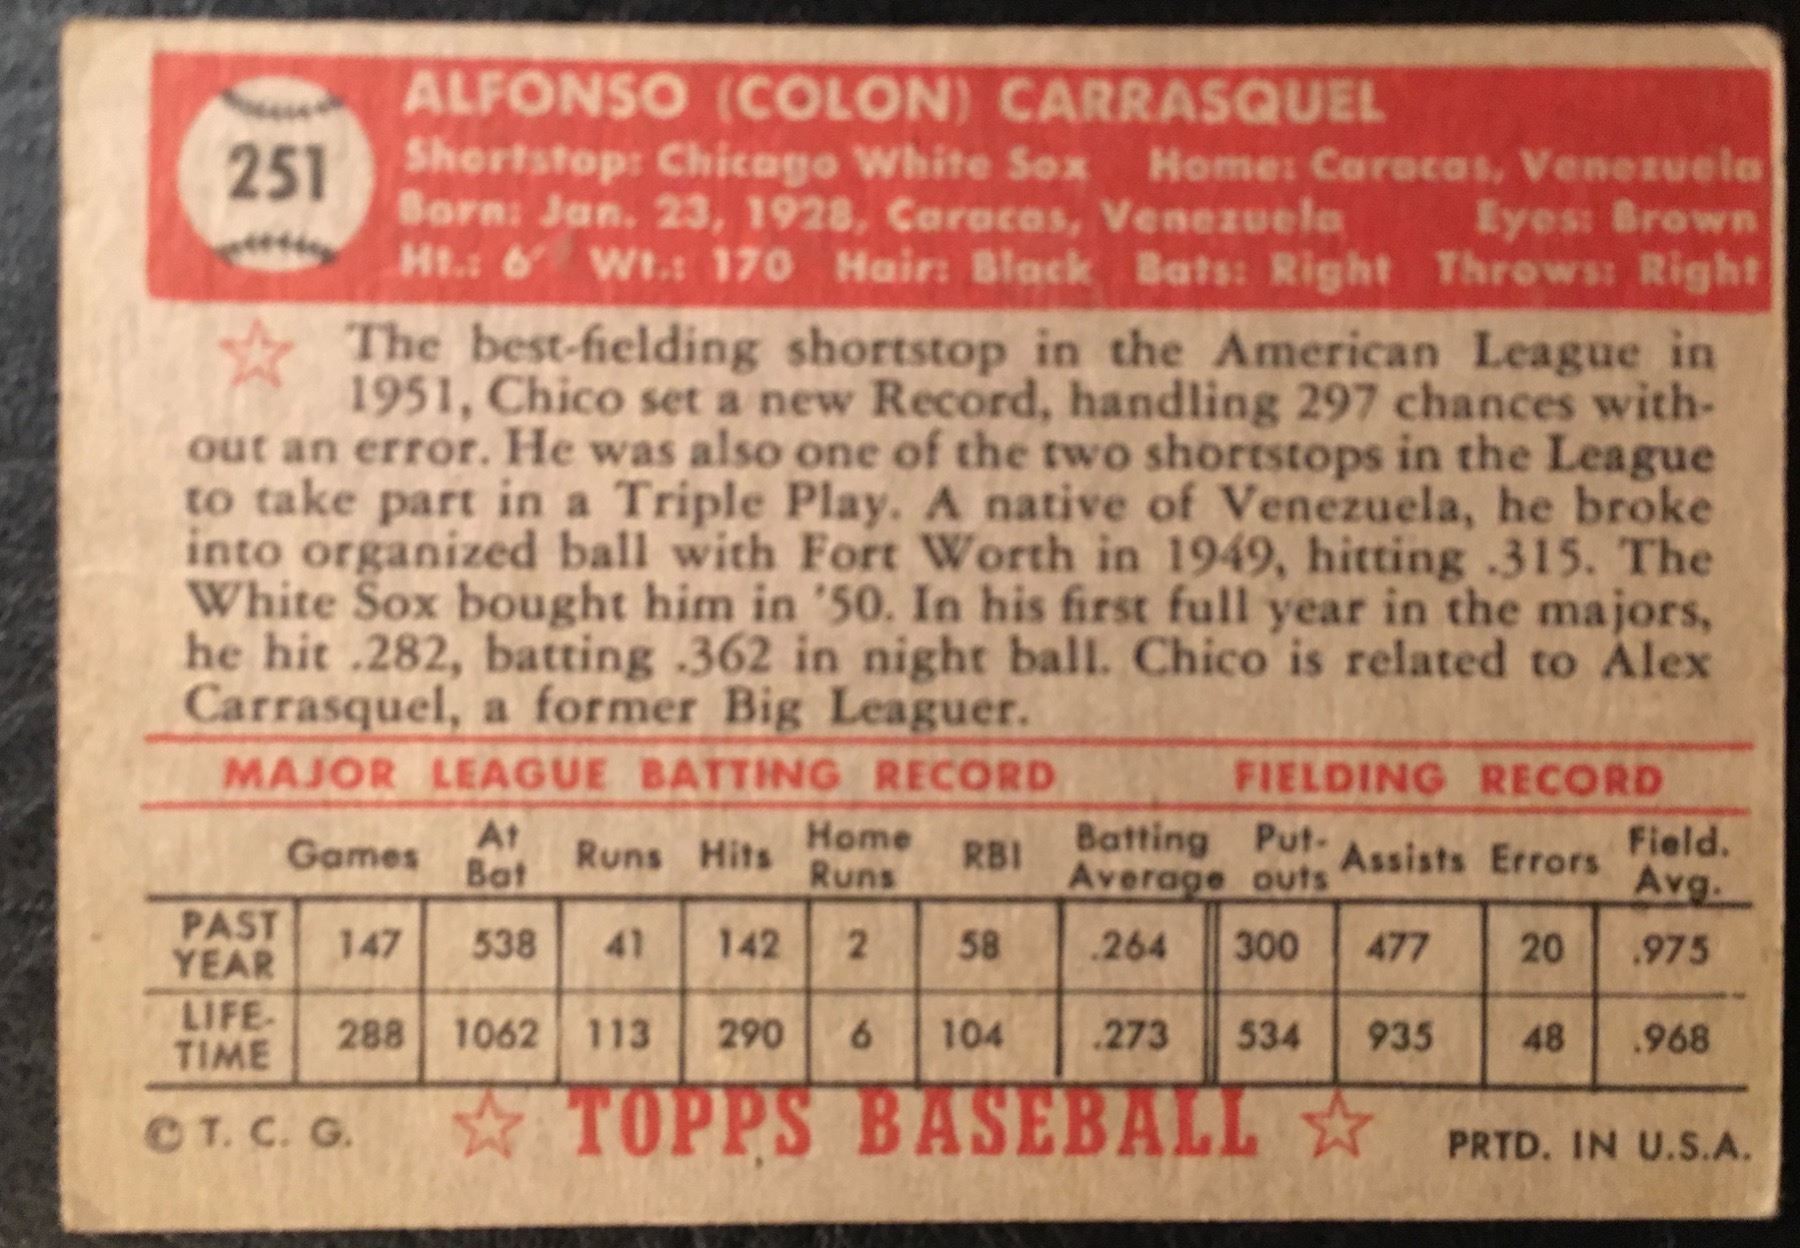 251
ALFONSO (COLON) CARRASQUEL
Shortstop: Chicago White Sox Home: Caracas, Venezuela
Born: Jan. 23, 1928, Caracas, Venezuela Eyes: Brown
Ht.: 6' Wt.: 170 Hair: Black Bats: Right Throws: Right
The best-fielding shortstop in the American League in
1951, Chico set a new Record, handling 297 chances with-
out an error. He was also one of the two shortstops in the League
to take part in a Triple Play. A native of Venezuela, he broke
into organized ball with Fort Worth in 1949, hitting .315. The
White Sox bought him in '50. In his first full year in the majors,
he hit .282, batting .362 in night ball. Chico is related to Alex
Carrasquel, a former Big Leaguer.
MAJOR LEAGUE BATTING RECORD FIELDING RECORD
Games At Bat Runs Hits Home Runs RBI Batting Average Put-outs Assists Errors Field. Avg.
PAST YEAR 147 538 41 142 2 58 .264 300 477 20 .975
LIFE-TIME 288 1062 113 290 6 104 .273 534 935 48 .968
© T. C. G. TOPPS BASEBALL PRTD. IN U.S.A.